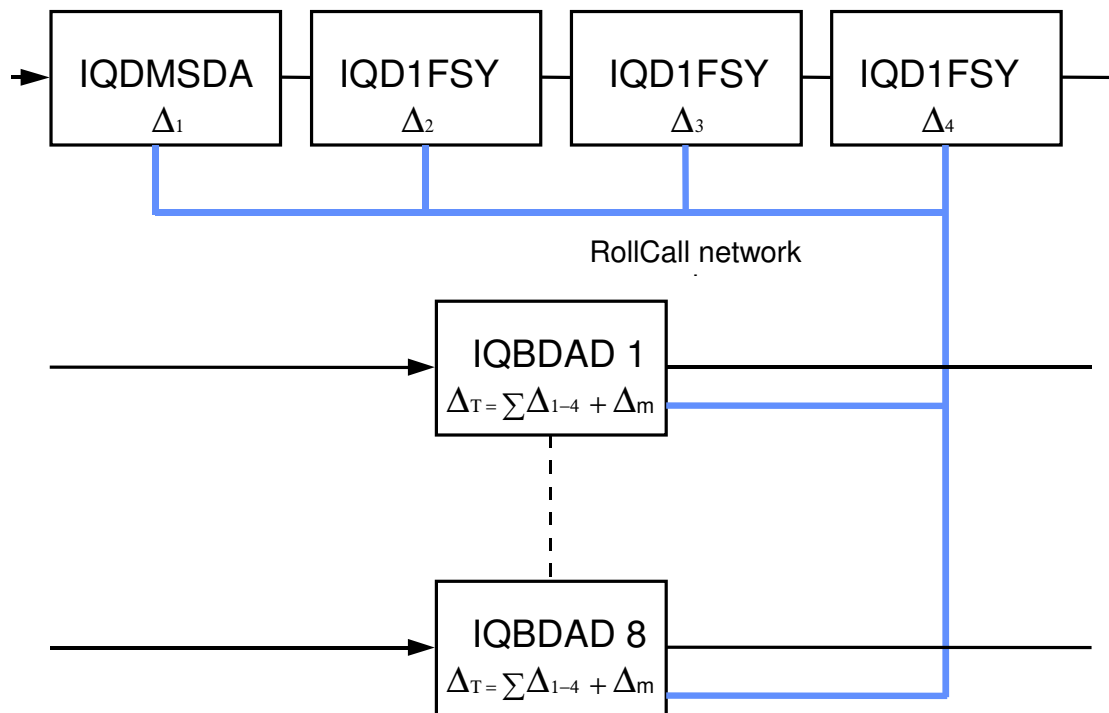 IQDMSDA
Δ1
IQD1FSY
Δ2
IQD1FSY
Δ3
IQD1FSY
Δ4
RollCall network
IQBDAD 1
ΔT = ∑Δ1–4 + Δm
IQBDAD 8
ΔT = ∑Δ1–4 + Δm